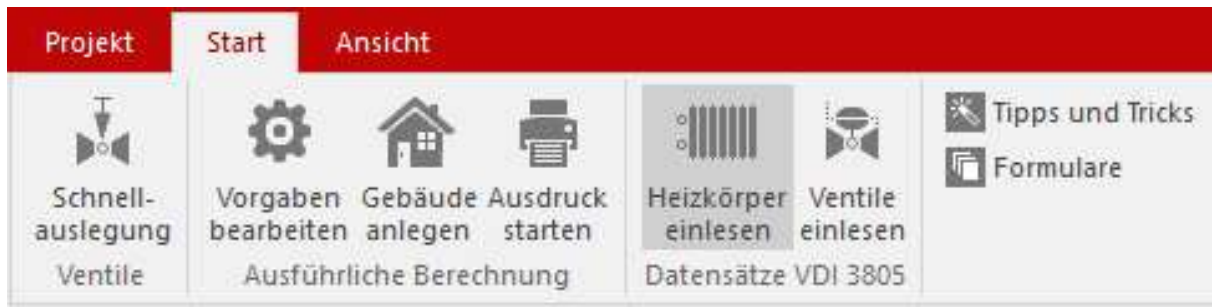 Projekt Start Ansicht
Schnell-
auslegung
Ventile
Vorgaben
bearbeiten
Gebäude
anlegen
Ausdruck
starten
Ausführliche Berechnung
Heizkörper
einlesen
Ventile
einlesen
Datensätze VDI 3805
Tipps und Tricks
Formulare